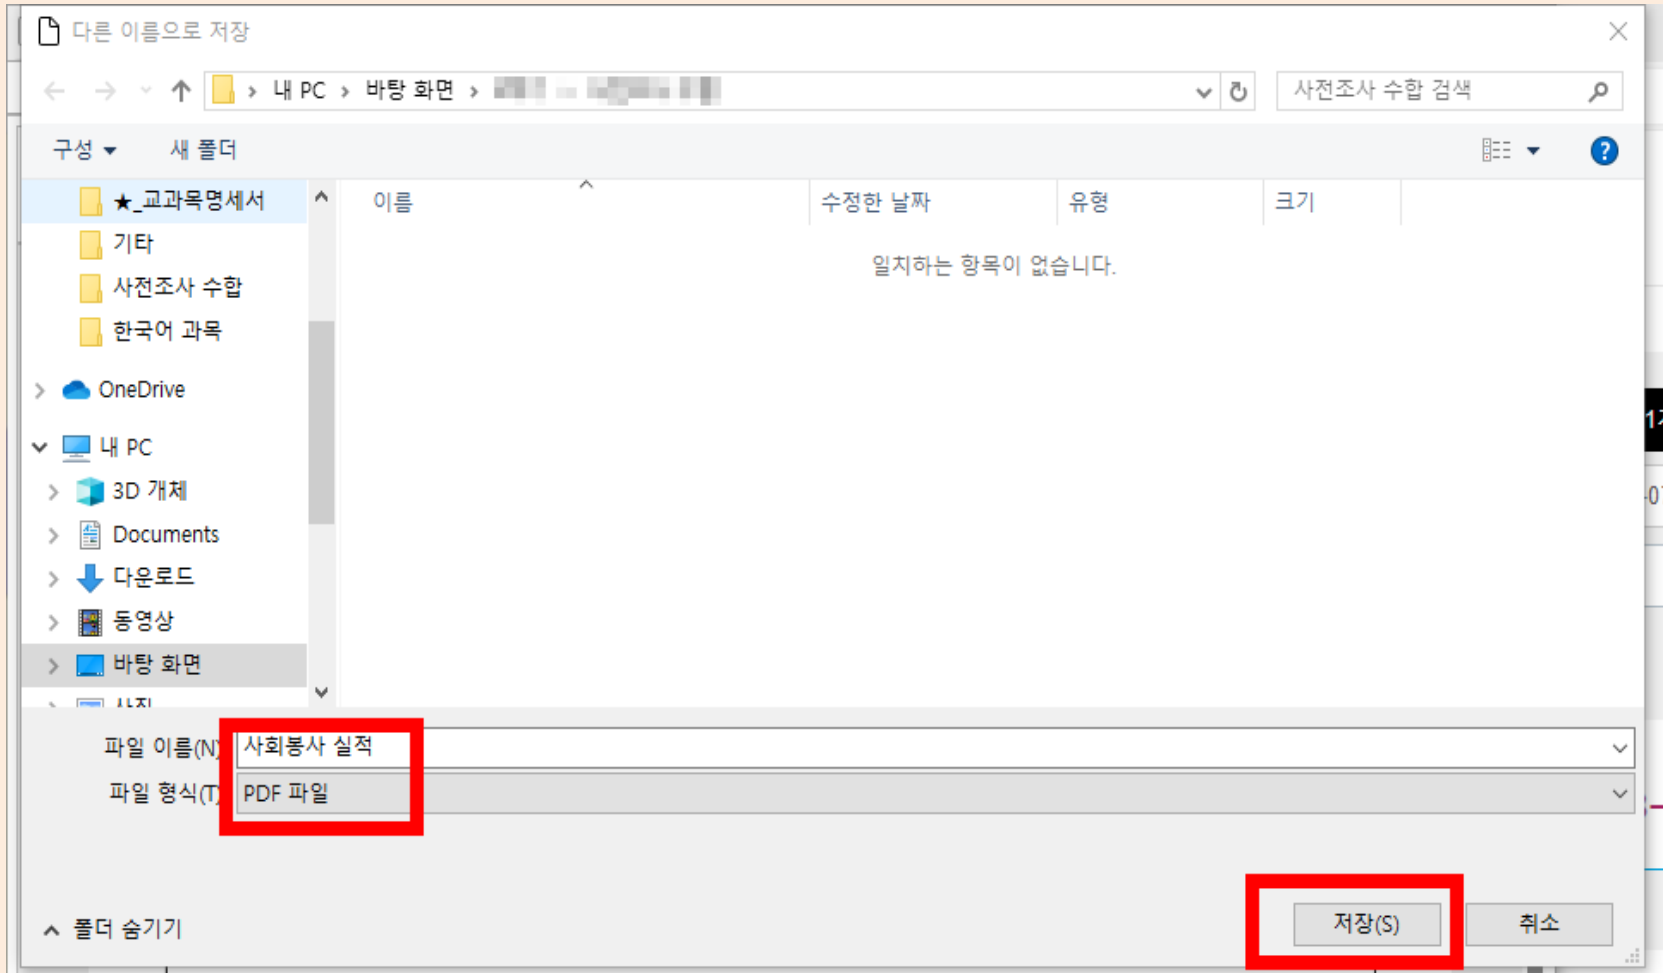 다른 이름으로 저장
내 PC 바탕 화면
사전조사 수합 검색
구성 새 폴더
★_교과목명세서
기타
사전조사 수합
한국어 과목
OneDrive
내 PC
3D 개체
Documents
다운로드
동영상
바탕 화면
이름 수정한 날짜 유형 크기
일치하는 항목이 없습니다.
파일 이름(N) 사회봉사 실적
파일 형식(T) PDF 파일
폴더 숨기기
저장(S) 취소